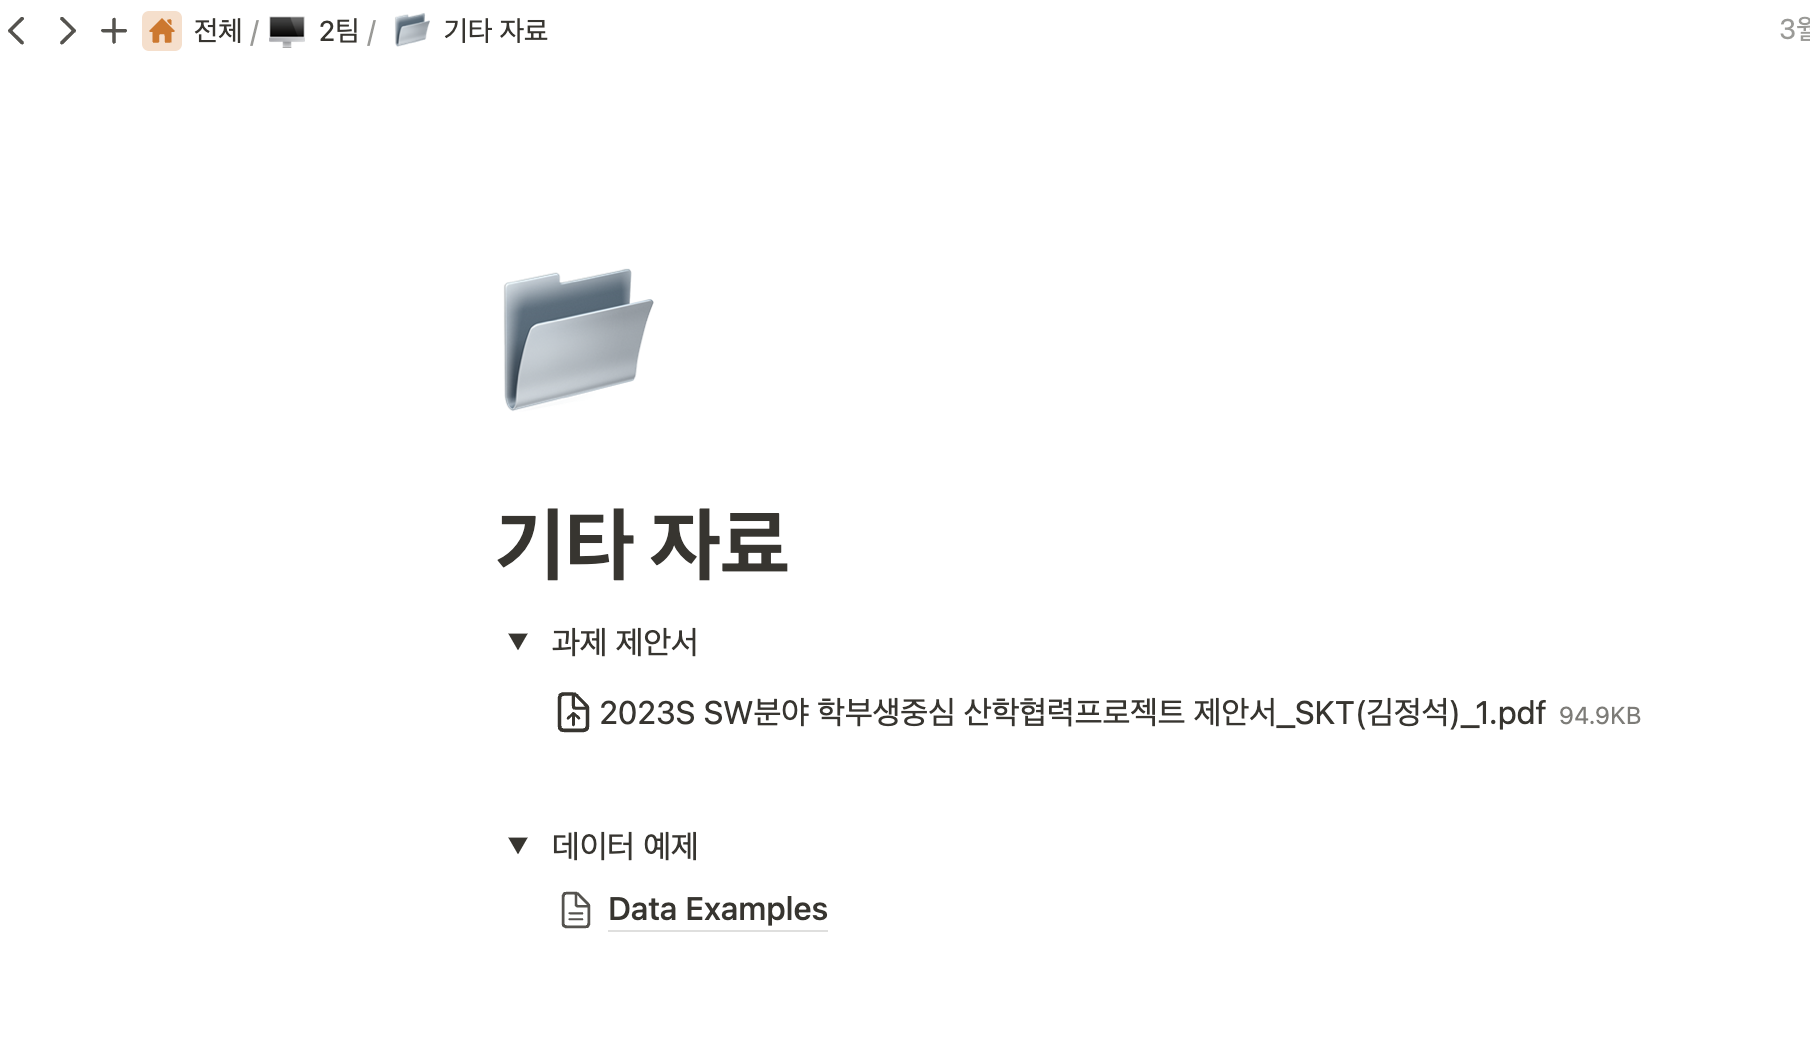 전체 / 2팀 / 기타 자료
3월
기타 자료
과제 제안서
2023S SW분야 학부생중심 산학협력프로젝트 제안서_SKT(김정석)_1.pdf 94.9KB
데이터 예제
Data Examples